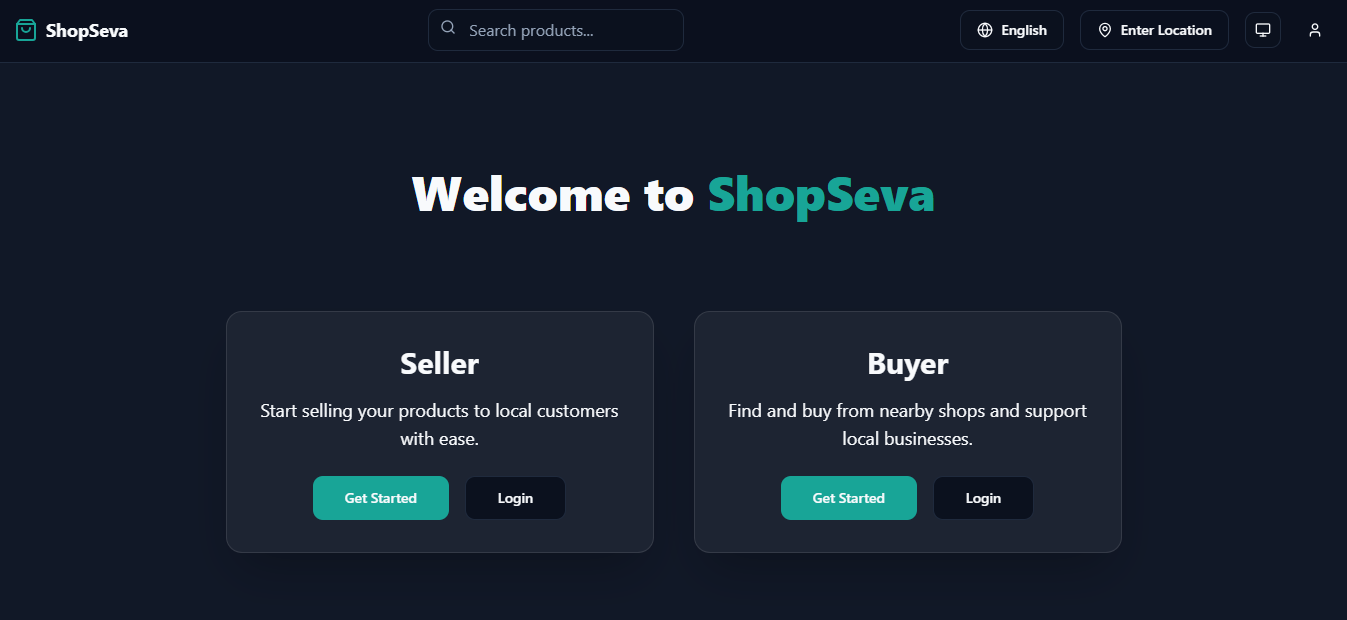 ShopSeva
Search products...
English
Enter Location
Welcome to ShopSeva
Seller
Start selling your products to local customers
with ease.
Get Started
Login
Buyer
Find and buy from nearby shops and support
local businesses.
Get Started
Login